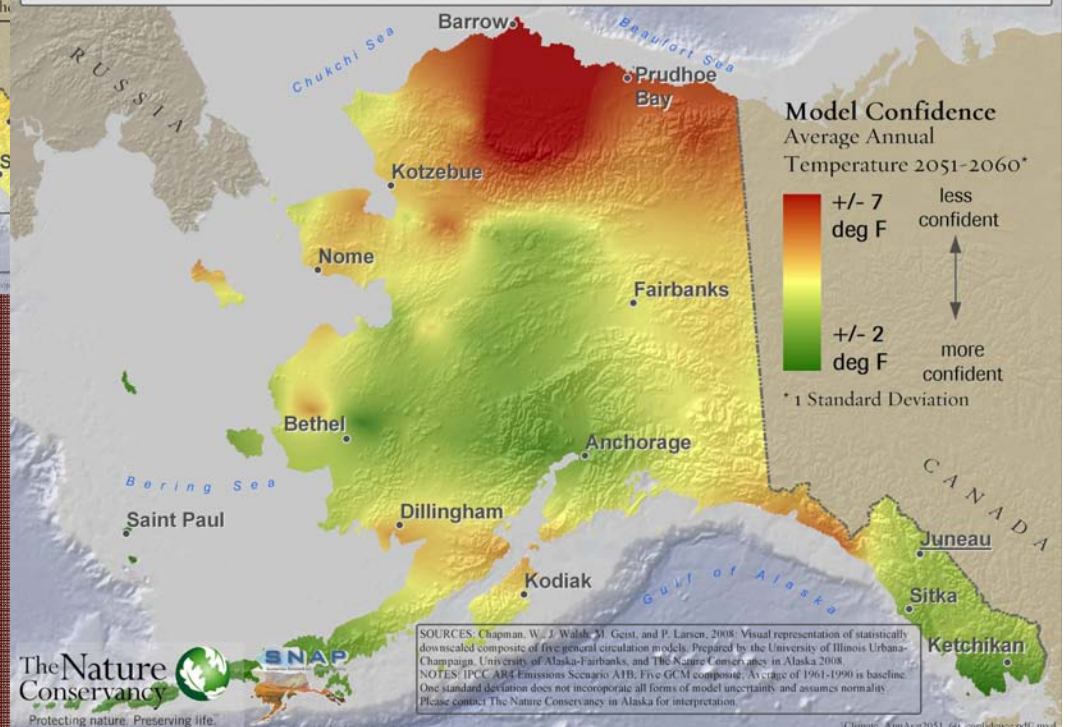 Barrow
Beaufort Sea
Chukchi Sea
RUSSIA
Prudhoe
Bay
Model Confidence
Average Annual
Temperature 2051-2060*
+/- 7
deg F
less
confident
+/- 2
deg F
more
confident
* 1 Standard Deviation
Kotzebue
Nome
Fairbanks
Bethel
Anchorage
CANADA
Bering Sea
Saint Paul
Dillingham
Juneau
Kodiak
Gulf of Alaska
Sitka
Ketchikan
SOURCES: Chapman, W., J. Walsh, M. Geist, and P. Larsen, 2008: Visual representation of statistically
downscaled composite of five general circulation models. Prepared by the University of Illinois Urbana-
Champaign, University of Alaska-Fairbanks, and The Nature Conservancy in Alaska 2008.
NOTES: IPCC AR4 Emissions Scenario A1B; Five GCM composite; Average of 1961-1990 is baseline.
One standard deviation does not incoroporate all forms of model uncertainty and assumes normality.
Please contact The Nature Conservancy in Alaska for interpretation.
The Nature
Conservancy
Protecting nature. Preserving life.
SNAP